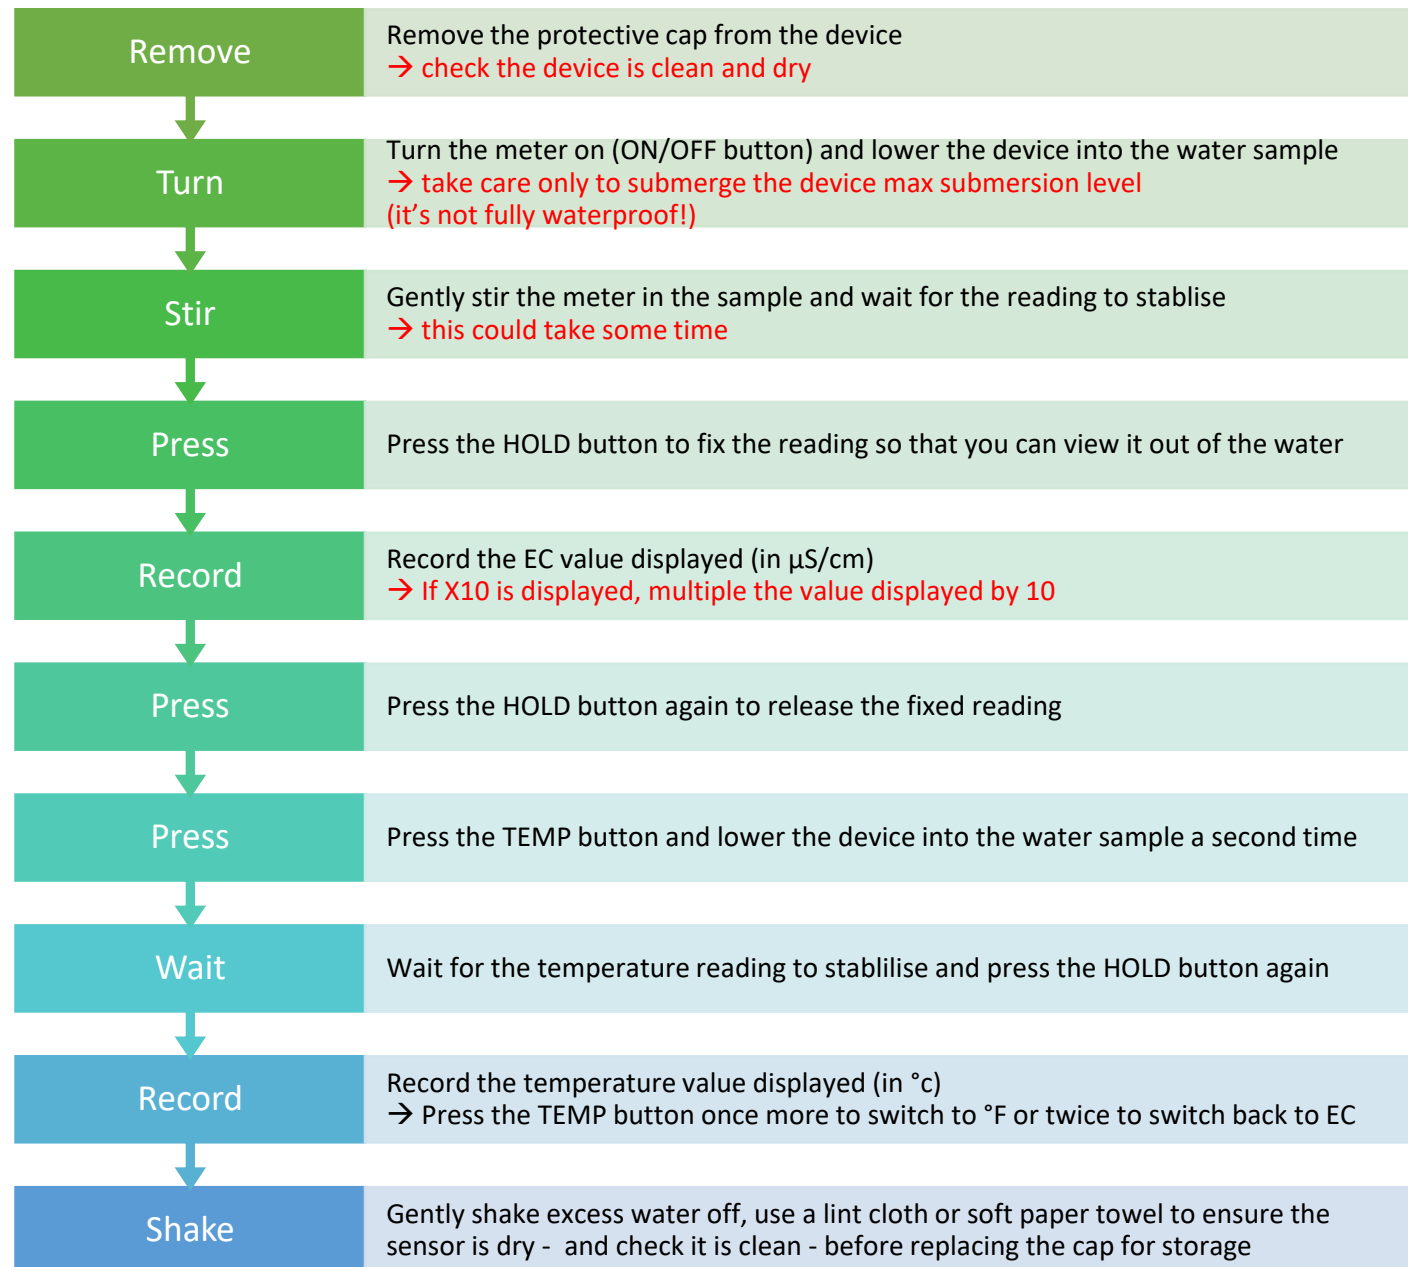 Remove
Remove the protective cap from the device
→ check the device is clean and dry
Turn
Turn the meter on (ON/OFF button) and lower the device into the water sample
→ take care only to submerge the device max submersion level
(it's not fully waterproof!)
Stir
Gently stir the meter in the sample and wait for the reading to stablise
→ this could take some time
Press
Press the HOLD button to fix the reading so that you can view it out of the water
Record
Record the EC value displayed (in µS/cm)
→ If X10 is displayed, multiple the value displayed by 10
Press
Press the HOLD button again to release the fixed reading
Press
Press the TEMP button and lower the device into the water sample a second time
Wait
Wait for the temperature reading to stablilise and press the HOLD button again
Record
Record the temperature value displayed (in °c)
→ Press the TEMP button once more to switch to °F or twice to switch back to EC
Shake
Gently shake excess water off, use a lint cloth or soft paper towel to ensure the
sensor is dry -  and check it is clean - before replacing the cap for storage